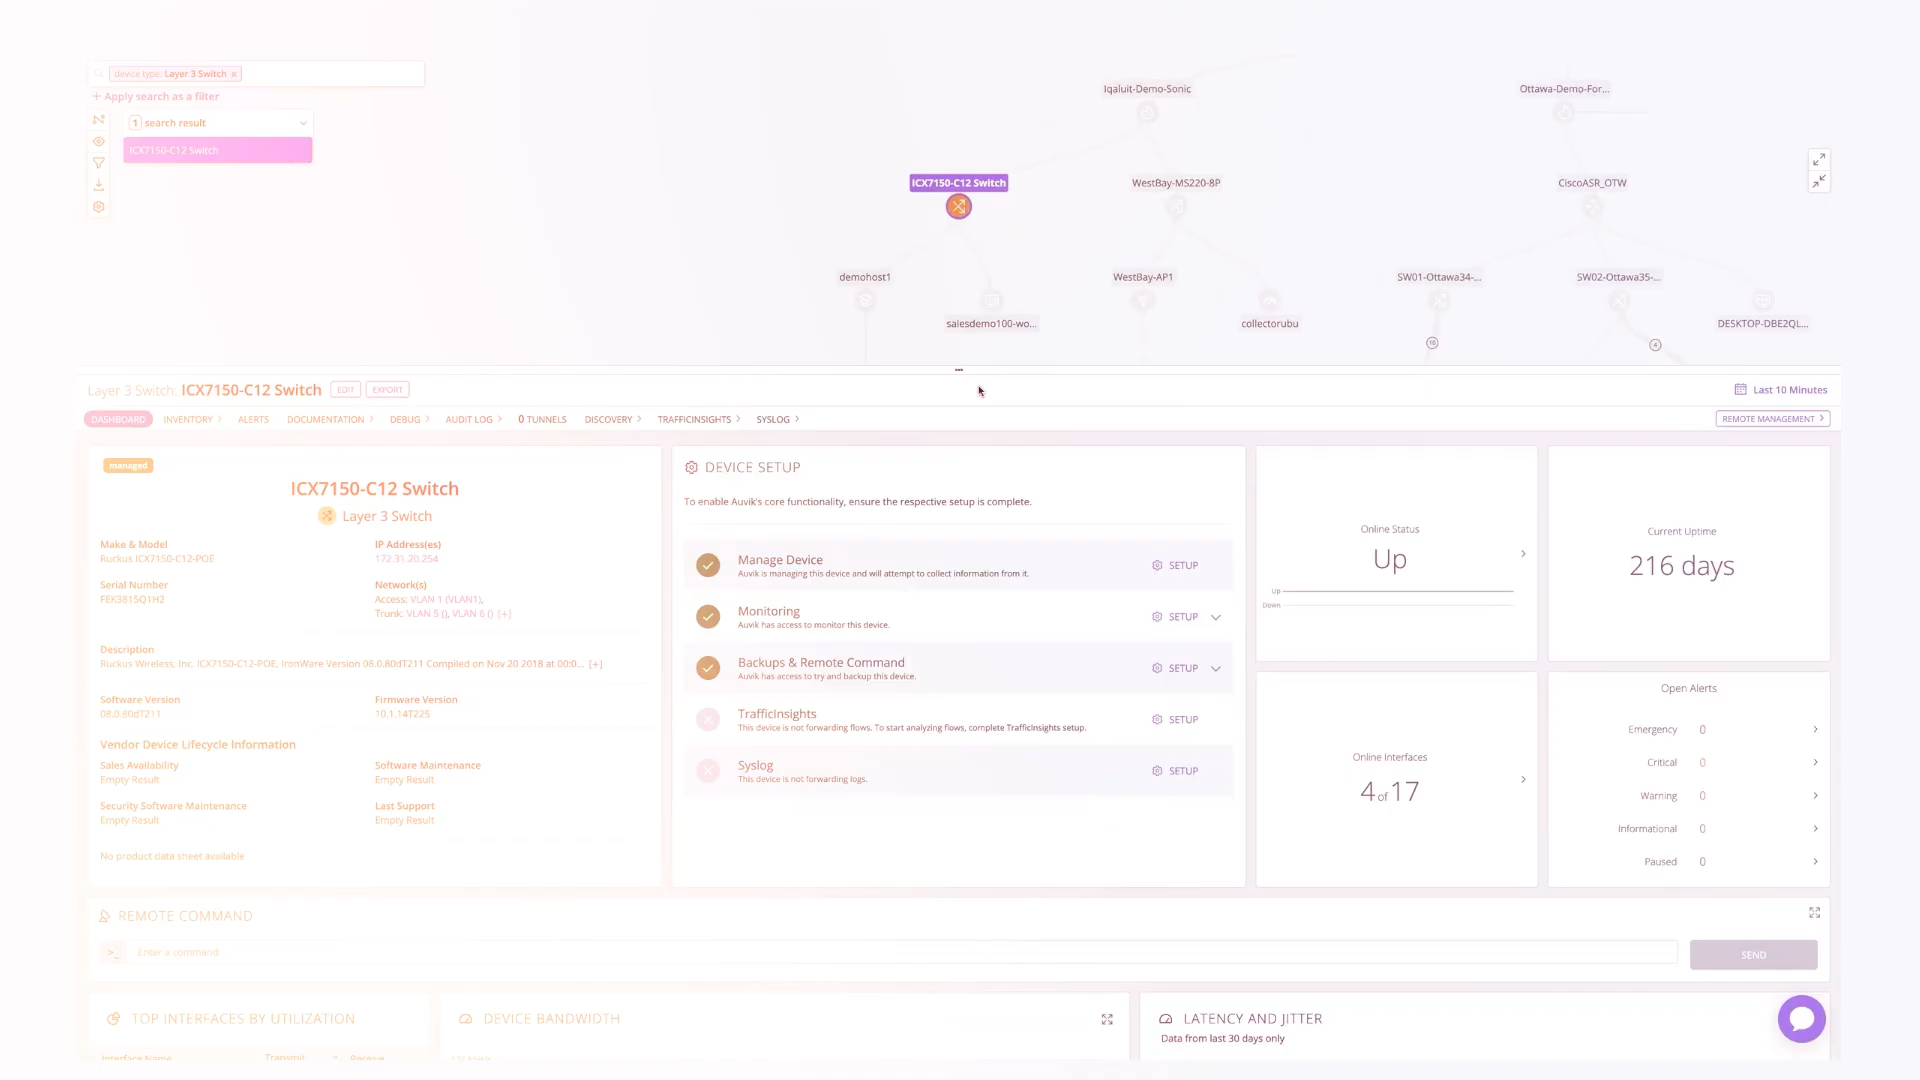 device type: Layer 3 Switch ×
+ Apply search as a filter
1 search result
ICX7150-C12 Switch
Iqaluit-Demo-Sonic
Ottawa-Demo-For...
ICX7150-C12 Switch
WestBay-MS220-8P
CiscoASR_OTW
demohost1
WestBay-AP1
SW01-Ottawa34-...
SW02-Ottawa35-...
salesdemo100-wo...
collectorubu
DESKTOP-DBE2QL...
10
4
Layer 3 Switch: ICX7150-C12 Switch EDIT EXPORT
Last 10 Minutes
DASHBOARD INVENTORY ALERTS DOCUMENTATION DEBUG AUDIT LOG 0 TUNNELS DISCOVERY TRAFFICINSIGHTS SYSLOG
REMOTE MANAGEMENT
managed
ICX7150-C12 Switch
Layer 3 Switch
Make & Model
Ruckus ICX7150-C12-POE
IP Address(es)
172.31.20.254
Serial Number
FEK3815Q1H2
Network(s)
Access: VLAN 1 (VLAN1),
Trunk: VLAN 5 (), VLAN 6 () [+]
Description
Ruckus Wireless, Inc. ICX7150-C12-POE, IronWare Version 08.0.80dT211 Compiled on Nov 20 2018 at 00:0... [+]
Software Version
08.0.80dT211
Firmware Version
10.1.14T225
Vendor Device Lifecycle Information
Sales Availability
Empty Result
Software Maintenance
Empty Result
Security Software Maintenance
Empty Result
Last Support
Empty Result
No product data sheet available
DEVICE SETUP
To enable Auvik's core functionality, ensure the respective setup is complete.
Manage Device
Auvik is managing this device and will attempt to collect information from it.
SETUP
Monitoring
Auvik has access to monitor this device.
SETUP
Backups & Remote Command
Auvik has access to try and backup this device.
SETUP
TrafficInsights
This device is not forwarding flows. To start analyzing flows, complete TrafficInsights setup.
SETUP
Syslog
This device is not forwarding logs.
SETUP
Online Status
Up
Up
Down
Current Uptime
216 days
Online Interfaces
4 of 17
Open Alerts
Emergency 0
Critical 0
Warning 0
Informational 0
Paused 0
REMOTE COMMAND
>_ Enter a command
SEND
TOP INTERFACES BY UTILIZATION
Interface Name Transmit Receive
DEVICE BANDWIDTH
LATENCY AND JITTER
Data from last 30 days only